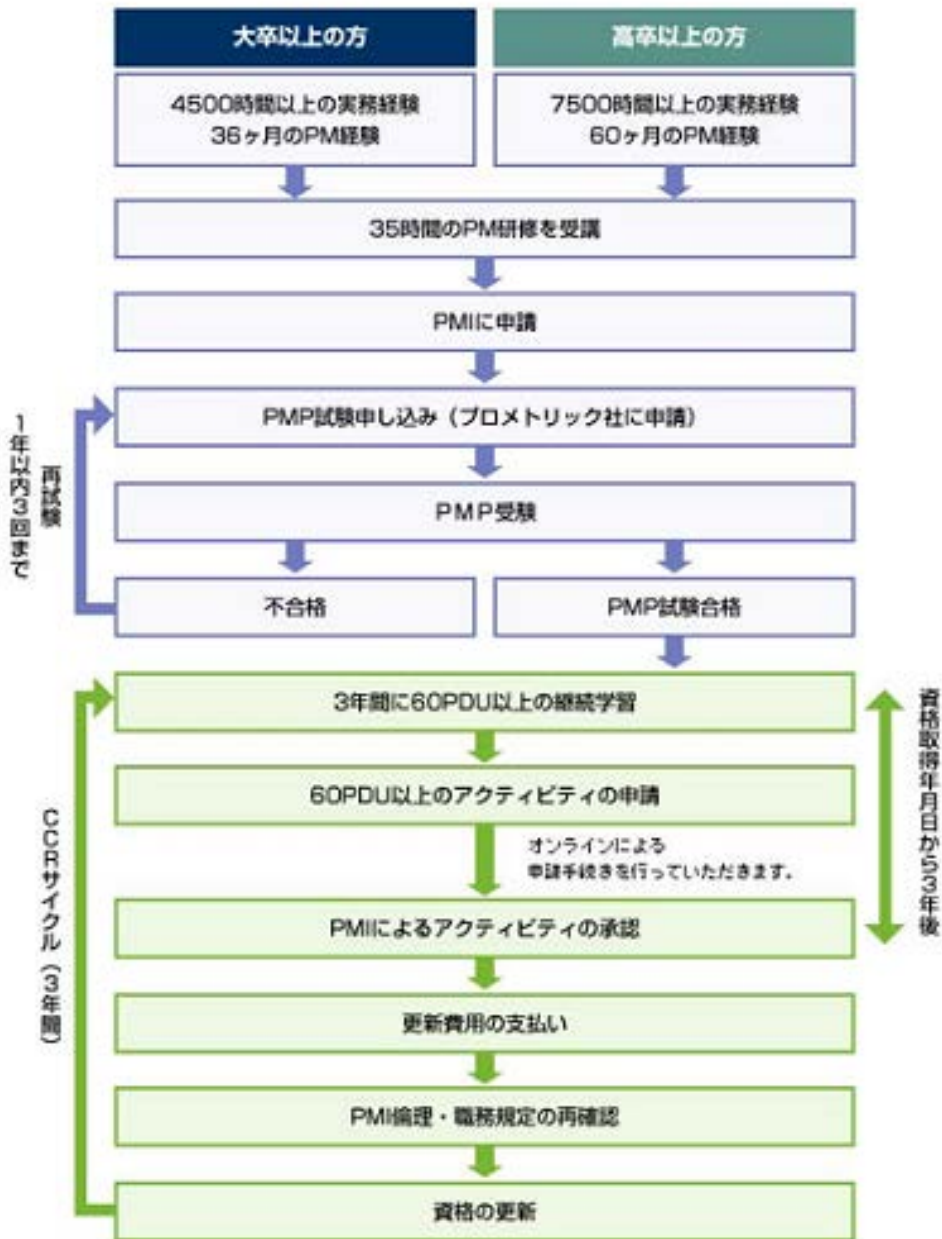 大卒以上の方
高卒以上の方
4500時間以上の実務経験
36ヶ月のPM経験
7500時間以上の実務経験
60ヶ月のPM経験
35時間のPM研修を受講
PMIに申請
PMP試験申し込み（プロメトリック社に申請）
PMP受験
不合格
PMP試験合格
再試験
1年以内3回まで
3年間に60PDU以上の継続学習
60PDU以上のアクティビティの申請
オンラインによる
申請手続きを行っていただきます。
PMIによるアクティビティの承認
更新費用の支払い
PMI倫理・職務規定の再確認
資格の更新
CCRサイクル（3年間）
資格取得年月日から3年後